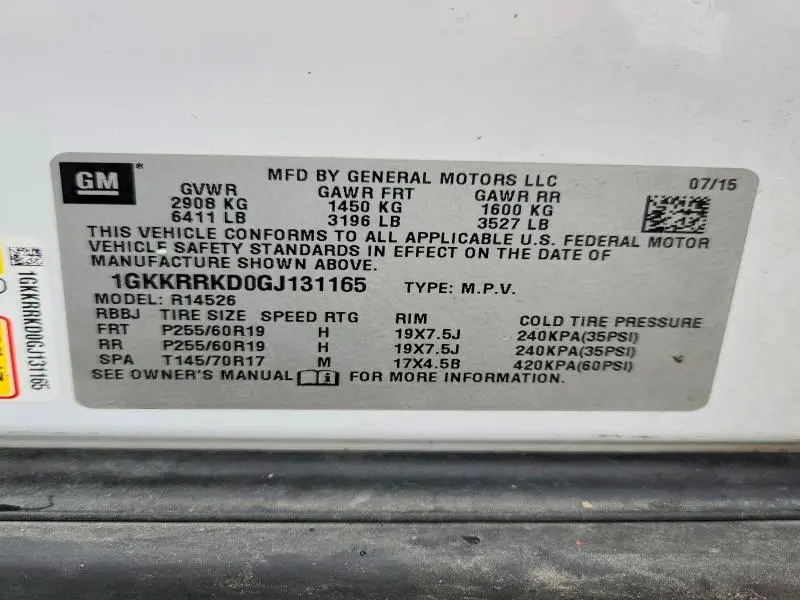 GM ®
MFD BY GENERAL MOTORS LLC 07/15
GVWR GAWR FRT GAWR RR
2908 KG 1450 KG 1600 KG
6411 LB 3196 LB 3527 LB
THIS VEHICLE CONFORMS TO ALL APPLICABLE U.S. FEDERAL MOTOR
VEHICLE SAFETY STANDARDS IN EFFECT ON THE DATE OF
MANUFACTURE SHOWN ABOVE.
1GKKRRKD0GJ131165 TYPE: M.P.V.
MODEL: R14526
RBBJ TIRE SIZE SPEED RTG RIM COLD TIRE PRESSURE
FRT P255/60R19 H 19X7.5J 240KPA(35PSI)
RR P255/60R19 H 19X7.5J 240KPA(35PSI)
SPA T145/70R17 M 17X4.5B 420KPA(60PSI)
SEE OWNER'S MANUAL i FOR MORE INFORMATION.
1GKKRRKD0GJ131165